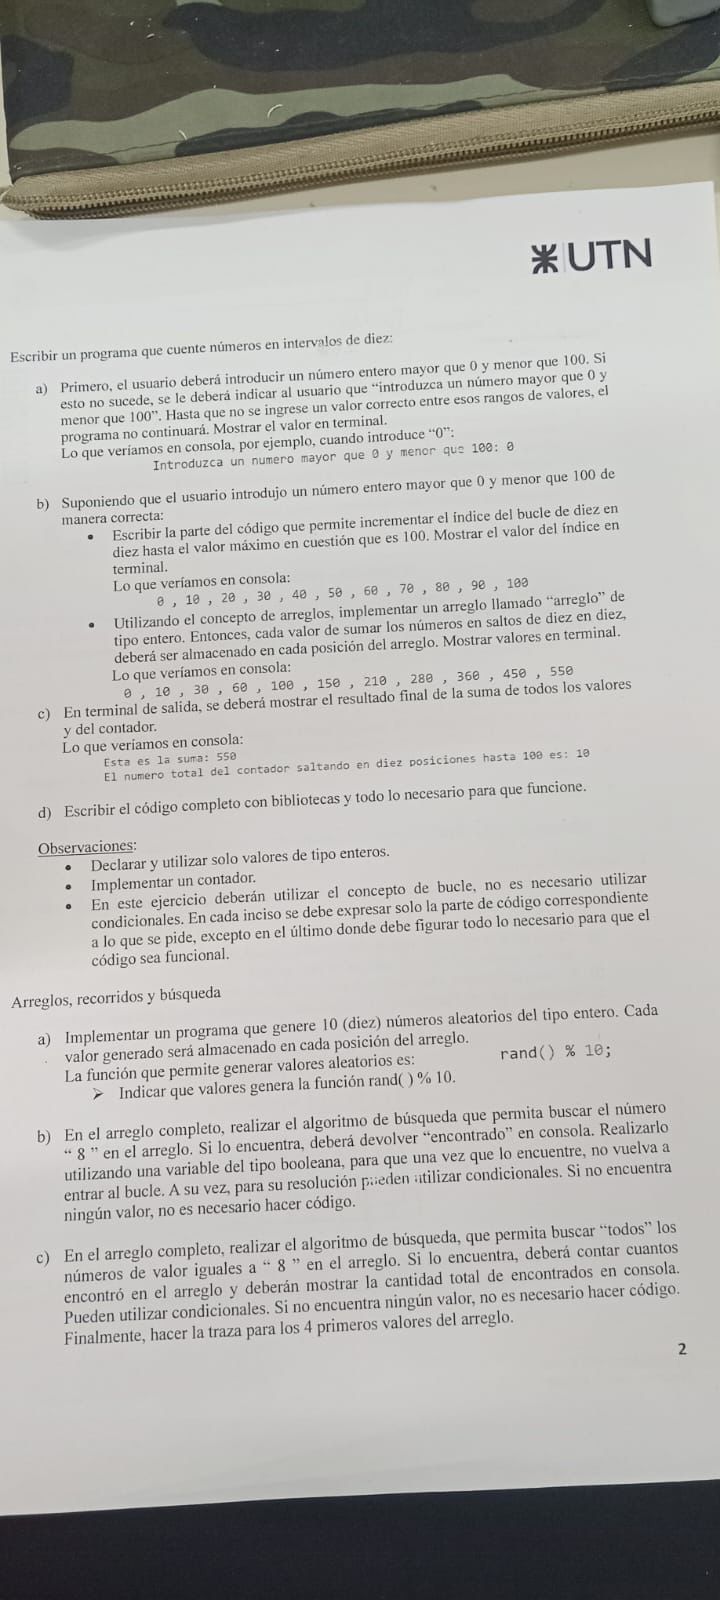 UTN
Escribir un programa que cuente números en intervalos de diez:
a) Primero, el usuario deberá introducir un número entero mayor que 0 y menor que 100. Si
esto no sucede, se le deberá indicar al usuario que “introduzca un número mayor que 0 y
menor que 100”. Hasta que no se ingrese un valor correcto entre esos rangos de valores, el
programa no continuará. Mostrar el valor en terminal.
Lo que veríamos en consola, por ejemplo, cuando introduce “0”:
Introduzca un numero mayor que 0 y menor que 100: 0
b) Suponiendo que el usuario introdujo un número entero mayor que 0 y menor que 100 de
manera correcta:
• Escribir la parte del código que permite incrementar el índice del bucle de diez en
diez hasta el valor máximo en cuestión que es 100. Mostrar el valor del índice en
terminal.
Lo que veríamos en consola:
0 , 10 , 20 , 30 , 40 , 50 , 60 , 70 , 80 , 90 , 100
• Utilizando el concepto de arreglos, implementar un arreglo llamado “arreglo” de
tipo entero. Entonces, cada valor de sumar los números en saltos de diez en diez,
deberá ser almacenado en cada posición del arreglo. Mostrar valores en terminal.
Lo que veríamos en consola:
0 , 10 , 30 , 60 , 100 , 150 , 210 , 280 , 360 , 450 , 550
c) En terminal de salida, se deberá mostrar el resultado final de la suma de todos los valores
y del contador.
Lo que veríamos en consola:
Esta es la suma: 550
El numero total del contador saltando en diez posiciones hasta 100 es: 10
d) Escribir el código completo con bibliotecas y todo lo necesario para que funcione.
Observaciones:
• Declarar y utilizar solo valores de tipo enteros.
• Implementar un contador.
• En este ejercicio deberán utilizar el concepto de bucle, no es necesario utilizar
condicionales. En cada inciso se debe expresar solo la parte de código correspondiente
a lo que se pide, excepto en el último donde debe figurar todo lo necesario para que el
código sea funcional.
Arreglos, recorridos y búsqueda
a) Implementar un programa que genere 10 (diez) números aleatorios del tipo entero. Cada
valor generado será almacenado en cada posición del arreglo.
La función que permite generar valores aleatorios es: rand() % 10;
➢ Indicar que valores genera la función rand( ) % 10.
b) En el arreglo completo, realizar el algoritmo de búsqueda que permita buscar el número
“ 8 ” en el arreglo. Si lo encuentra, deberá devolver “encontrado” en consola. Realizarlo
utilizando una variable del tipo booleana, para que una vez que lo encuentre, no vuelva a
entrar al bucle. A su vez, para su resolución pueden utilizar condicionales. Si no encuentra
ningún valor, no es necesario hacer código.
c) En el arreglo completo, realizar el algoritmo de búsqueda, que permita buscar “todos” los
números de valor iguales a “ 8 ” en el arreglo. Si lo encuentra, deberá contar cuantos
encontró en el arreglo y deberán mostrar la cantidad total de encontrados en consola.
Pueden utilizar condicionales. Si no encuentra ningún valor, no es necesario hacer código.
Finalmente, hacer la traza para los 4 primeros valores del arreglo.
2